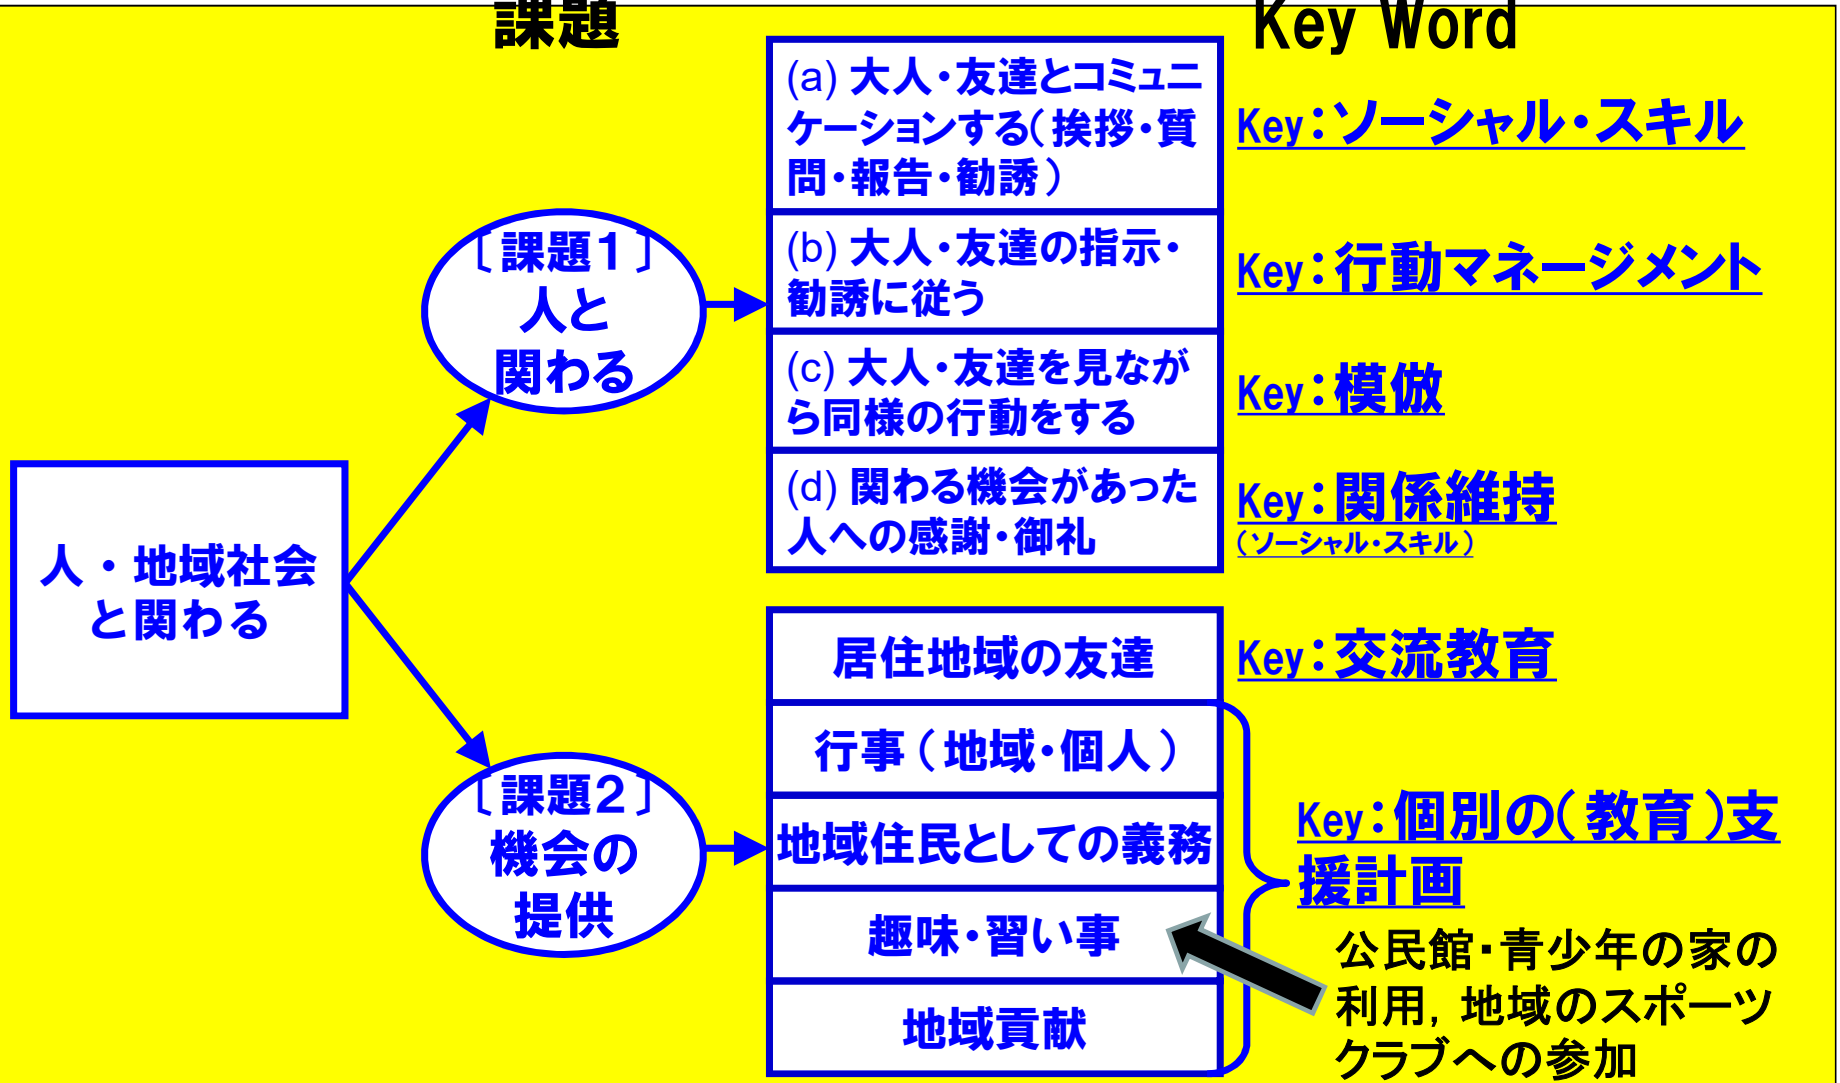 課題
Key Word
人・地域社会
と関わる
〔課題1〕
人と
関わる
(a) 大人・友達とコミュニ
ケーションする(挨拶・質
問・報告・勧誘)
Key:ソーシャル・スキル
(b) 大人・友達の指示・
勧誘に従う
Key:行動マネージメント
(c) 大人・友達を見なが
ら同様の行動をする
Key:模倣
(d) 関わる機会があった
人への感謝・御礼
Key:関係維持
(ソーシャル・スキル)
〔課題2〕
機会の
提供
居住地域の友達
Key:交流教育
行事(地域・個人)
地域住民としての義務
趣味・習い事
地域貢献
Key:個別の(教育)支
援計画
公民館・青少年の家の
利用,地域のスポーツ
クラブへの参加